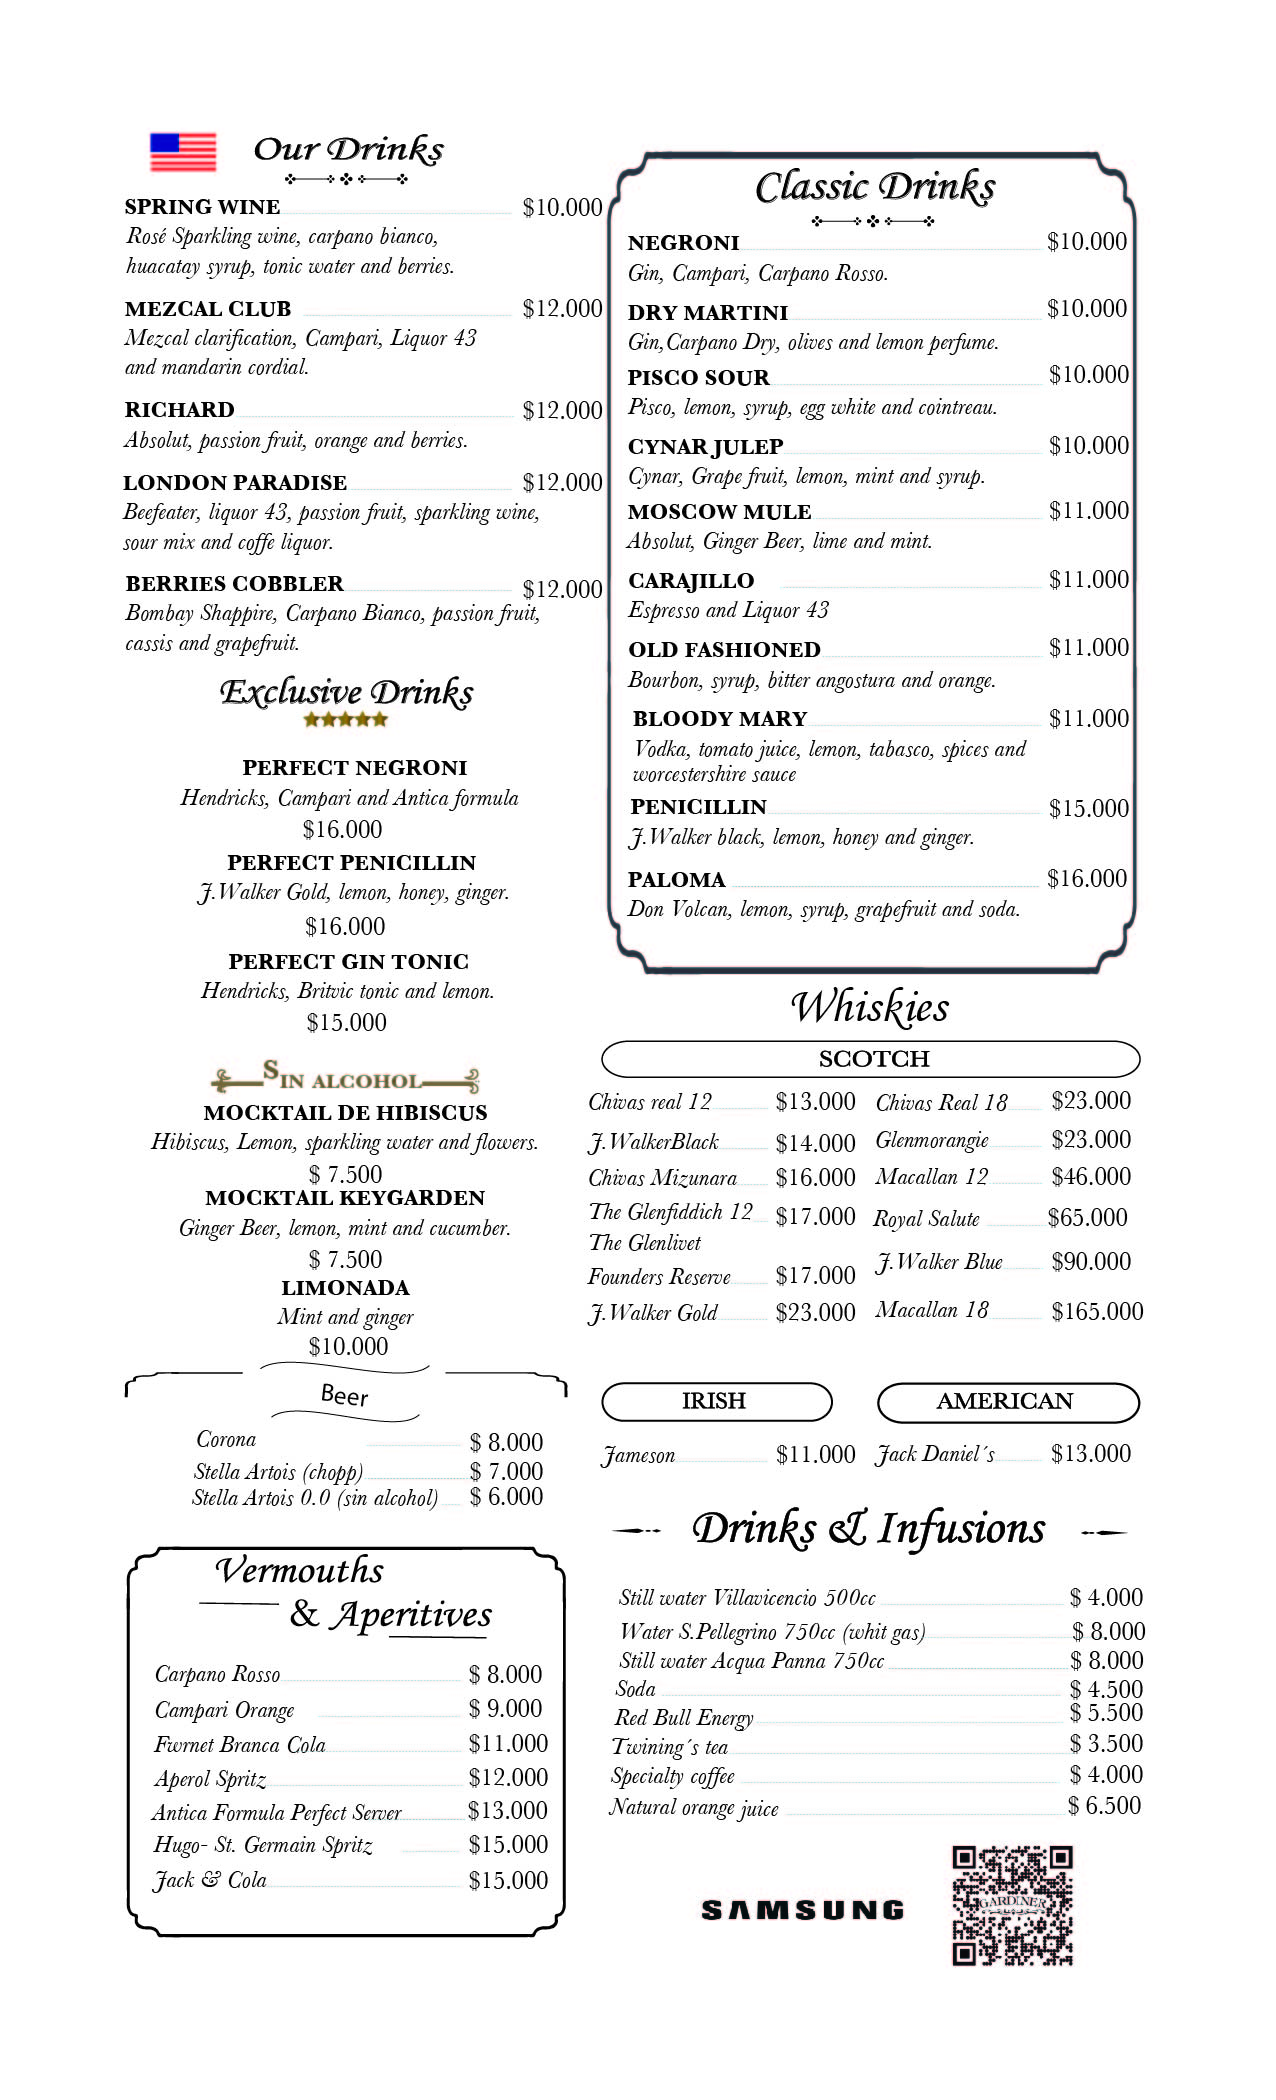 Our Drinks
SPRING WINE $10.000
Rosé Sparkling wine, carpano bianco,
huacatay syrup, tonic water and berries.
MEZCAL CLUB $12.000
Mezcal clarification, Campari, Liquor 43
and mandarin cordial.
RICHARD $12.000
Absolut, passion fruit, orange and berries.
LONDON PARADISE $12.000
Beefeater, liquor 43, passion fruit, sparkling wine,
sour mix and coffe liquor.
BERRIES COBBLER $12.000
Bombay Shappire, Carpano Bianco, passion fruit,
cassis and grapefruit.
Exclusive Drinks
PERFECT NEGRONI
Hendricks, Campari and Antica formula
$16.000
PERFECT PENICILLIN
J.Walker Gold, lemon, honey, ginger.
$16.000
PERFECT GIN TONIC
Hendricks, Britvic tonic and lemon.
$15.000
SIN ALCOHOL
MOCKTAIL DE HIBISCUS
Hibiscus, Lemon, sparkling water and flowers.
$ 7.500
MOCKTAIL KEYGARDEN
Ginger Beer, lemon, mint and cucumber.
$ 7.500
LIMONADA
Mint and ginger
$10.000
Beer
Corona $ 8.000
Stella Artois (chopp) $ 7.000
Stella Artois 0.0 (sin alcohol) $ 6.000
Vermouths
& Aperitives
Carpano Rosso $ 8.000
Campari Orange $ 9.000
Fwrnet Branca Cola $11.000
Aperol Spritz $12.000
Antica Formula Perfect Server $13.000
Hugo- St. Germain Spritz $15.000
Jack & Cola $15.000
Classic Drinks
NEGRONI $10.000
Gin, Campari, Carpano Rosso.
DRY MARTINI $10.000
Gin,Carpano Dry, olives and lemon perfume.
PISCO SOUR $10.000
Pisco, lemon, syrup, egg white and cointreau.
CYNAR JULEP $10.000
Cynar, Grape fruit, lemon, mint and syrup.
MOSCOW MULE $11.000
Absolut, Ginger Beer, lime and mint.
CARAJILLO $11.000
Espresso and Liquor 43
OLD FASHIONED $11.000
Bourbon, syrup, bitter angostura and orange.
BLOODY MARY $11.000
Vodka, tomato juice, lemon, tabasco, spices and
worcestershire sauce
PENICILLIN $15.000
J.Walker black, lemon, honey and ginger.
PALOMA $16.000
Don Volcan, lemon, syrup, grapefruit and soda.
Whiskies
SCOTCH
Chivas real 12 $13.000 Chivas Real 18 $23.000
J.WalkerBlack $14.000 Glenmorangie $23.000
Chivas Mizunara $16.000 Macallan 12 $46.000
The Glenfiddich 12 $17.000 Royal Salute $65.000
The Glenlivet
Founders Reserve $17.000 J.Walker Blue $90.000
J.Walker Gold $23.000 Macallan 18 $165.000
IRISH AMERICAN
Jameson $11.000 Jack Daniel´s $13.000
Drinks & Infusions
Still water Villavicencio 500cc $ 4.000
Water S.Pellegrino 750cc (whit gas) $ 8.000
Still water Acqua Panna 750cc $ 8.000
Soda $ 4.500
Red Bull Energy $ 5.500
Twining´s tea $ 3.500
Specialty coffee $ 4.000
Natural orange juice $ 6.500
SAMSUNG
GARDINER